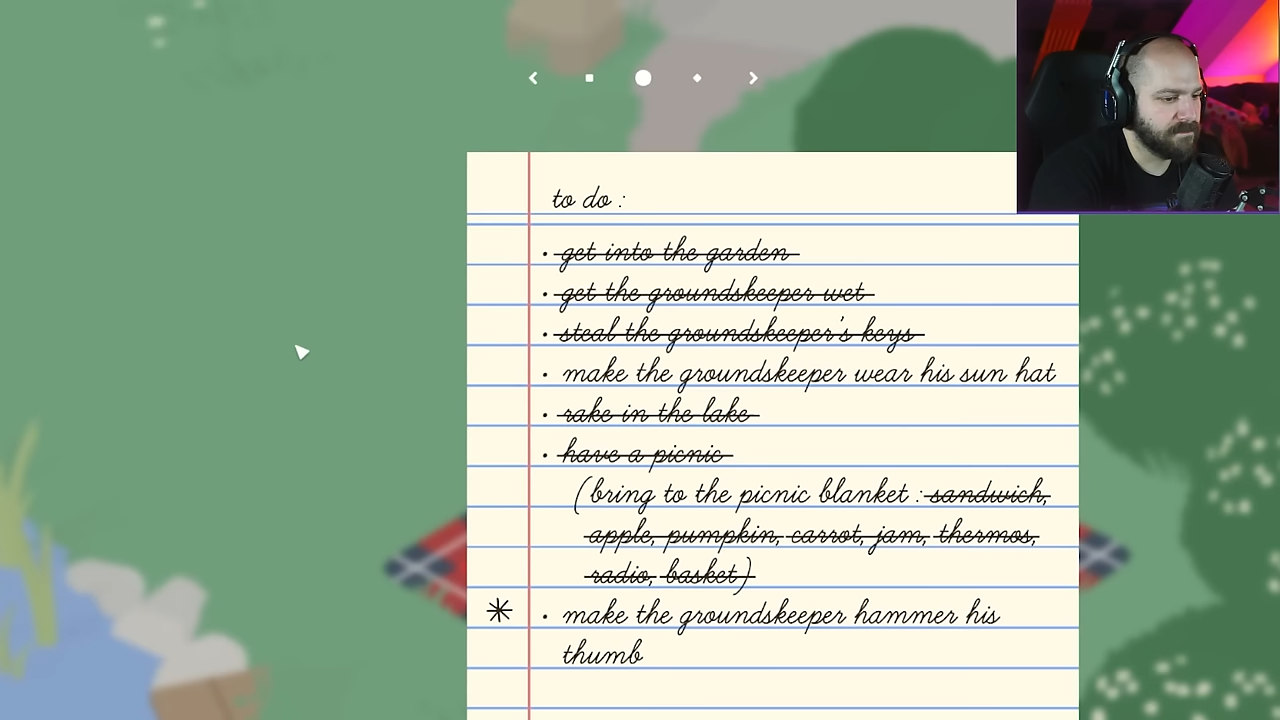 to do :
• get into the garden
• get the groundskeeper wet
• steal the groundskeeper's keys
• make the groundskeeper wear his sun hat
• rake in the lake
• have a picnic
(bring to the picnic blanket : sandwich,
apple, pumpkin, carrot, jam, thermos,
radio, basket)
• make the groundskeeper hammer his
thumb